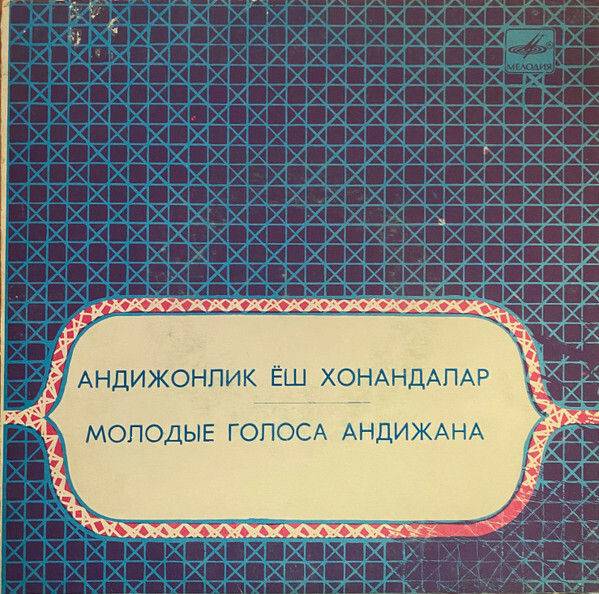 МЕЛОДИЯ
АНДИЖОНЛИК ЁШ ХОНАНДАЛАР
МОЛОДЫЕ ГОЛОСА АНДИЖАНА